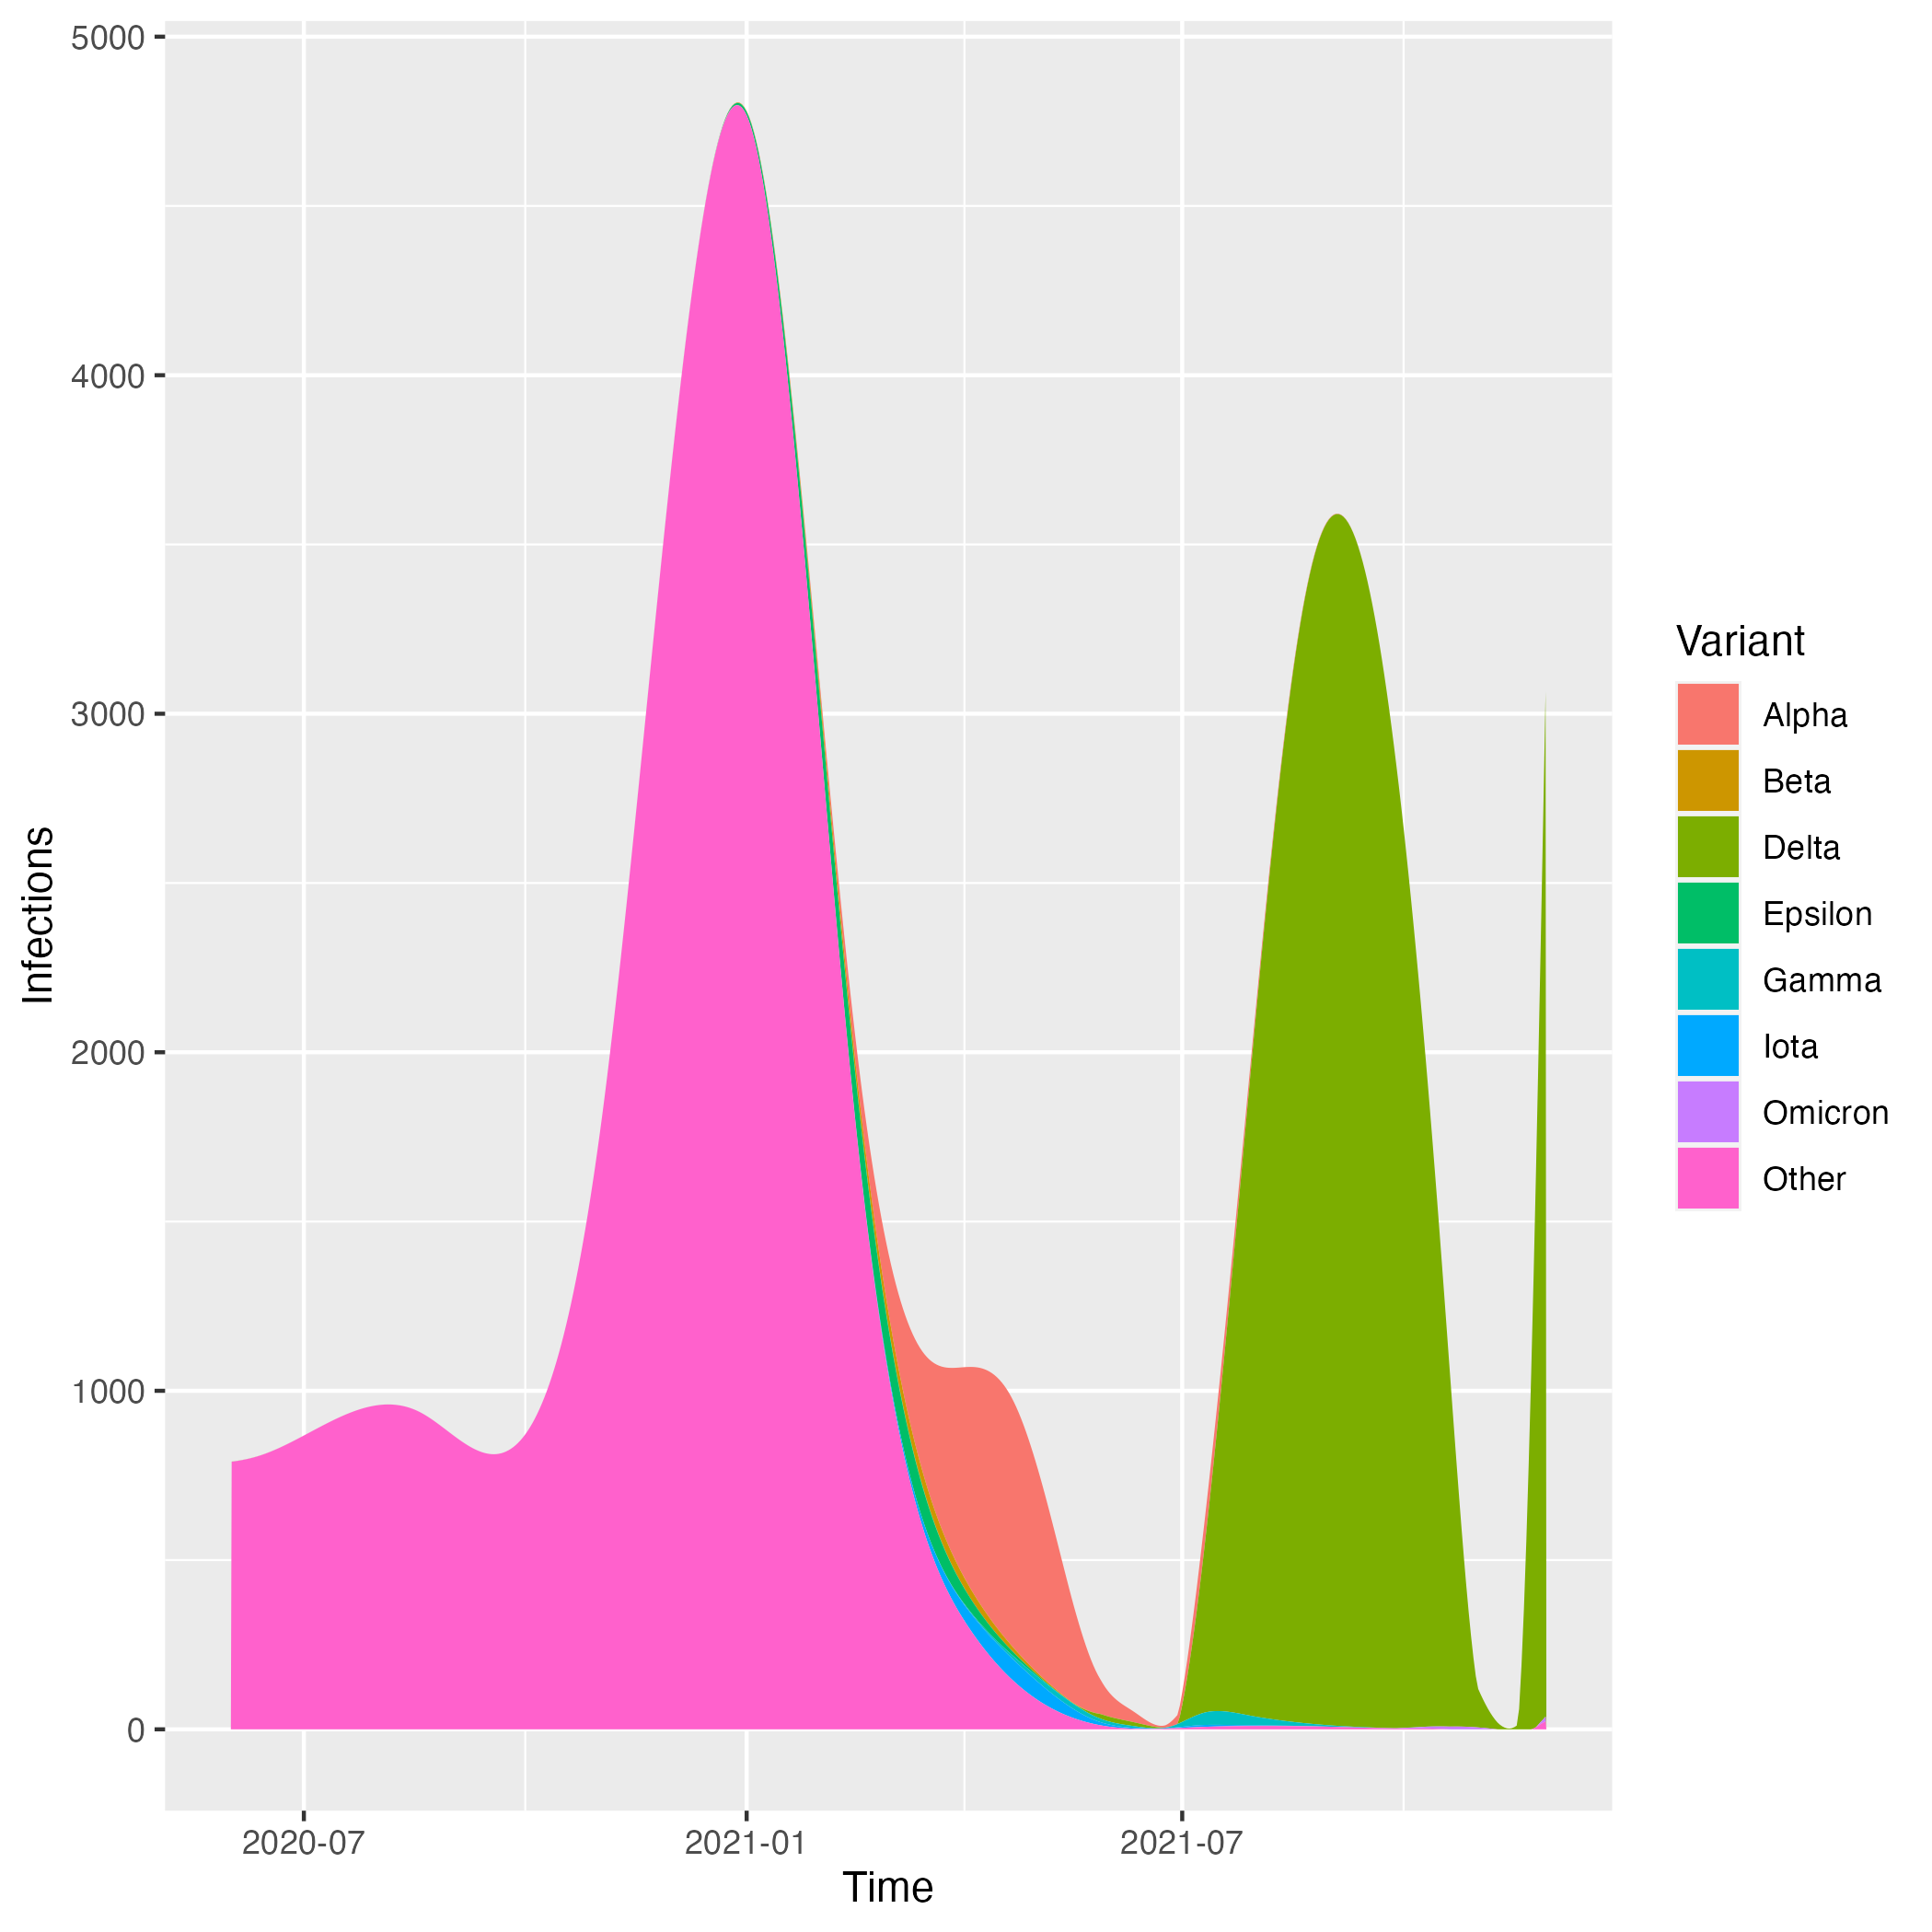 5000
4000
3000
2000
1000
0
Infections
2020-07
2021-01
2021-07
Time
Variant
Alpha
Beta
Delta
Epsilon
Gamma
Iota
Omicron
Other